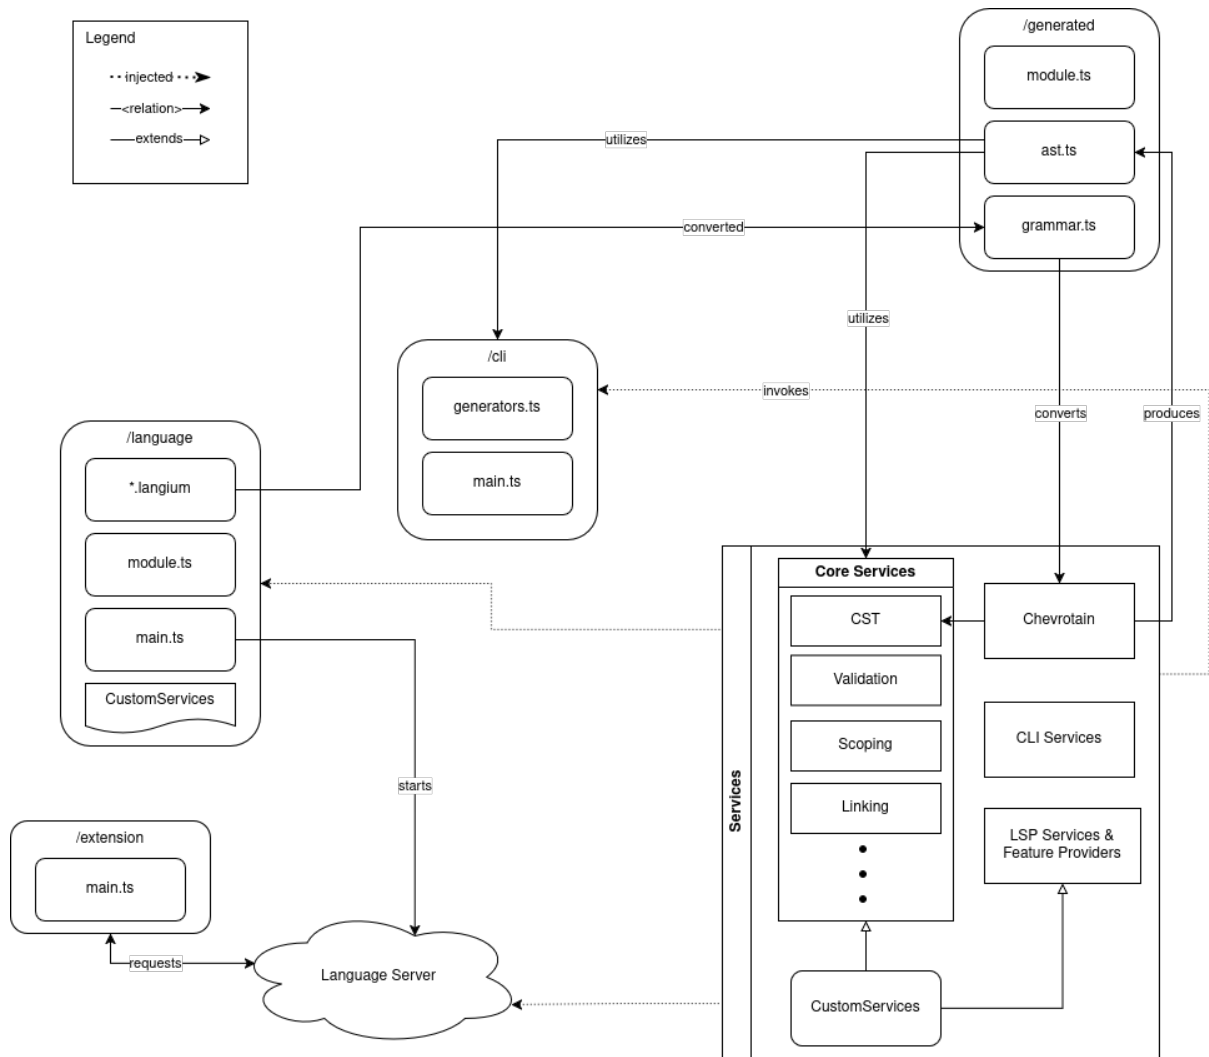 Legend
injected
<relation>
extends
/generated
module.ts
ast.ts
grammar.ts
utilizes
converted
utilizes
/cli
generators.ts
main.ts
invokes
converts
produces
/language
*.langium
module.ts
main.ts
CustomServices
starts
/extension
main.ts
requests
Language Server
Services
Core Services
CST
Validation
Scoping
Linking
Chevrotain
CLI Services
LSP Services &
Feature Providers
CustomServices